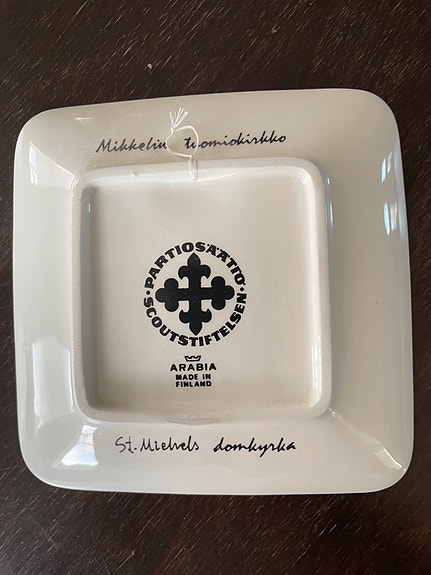 Mikkelin tuomiokirkko
· PARTIOSÄÄTIÖ ·
SCOUTSTIFTELSEN
ARABIA
MADE IN
FINLAND
St. Michels domkyrka